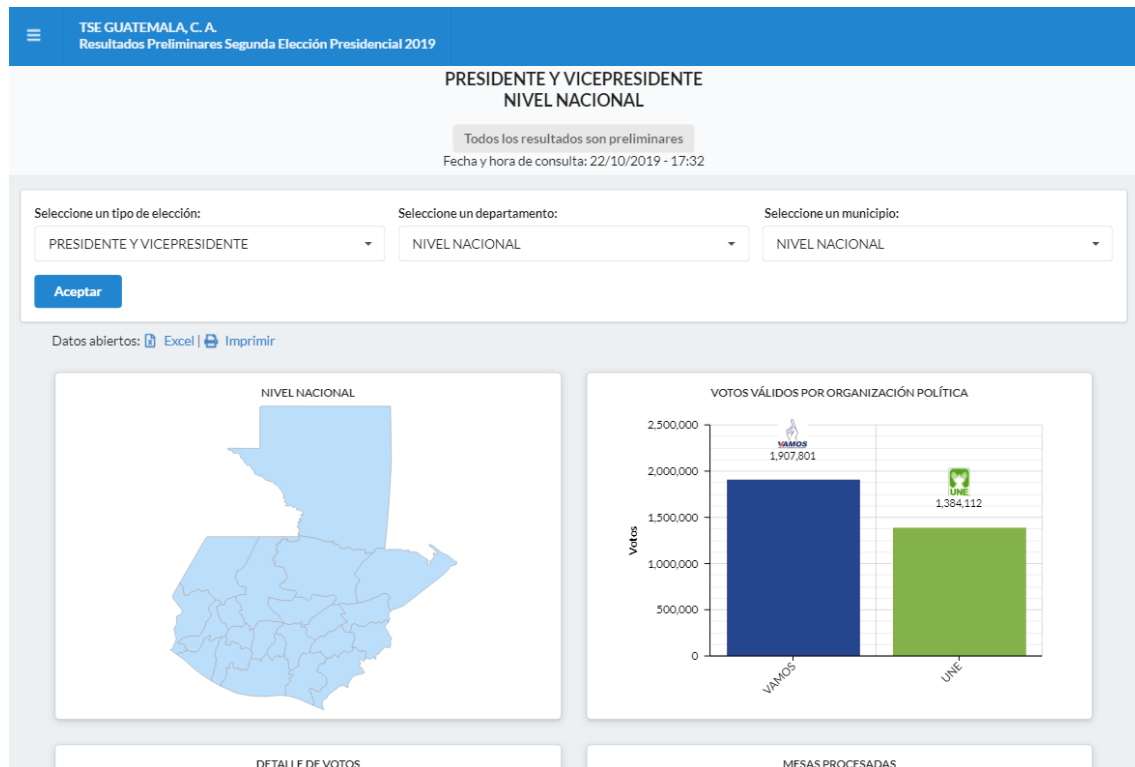 TSE GUATEMALA, C. A.
Resultados Preliminares Segunda Elección Presidencial 2019
PRESIDENTE Y VICEPRESIDENTE
NIVEL NACIONAL
Todos los resultados son preliminares
Fecha y hora de consulta: 22/10/2019 - 17:32
Seleccione un tipo de elección:
PRESIDENTE Y VICEPRESIDENTE
Seleccione un departamento:
NIVEL NACIONAL
Seleccione un municipio:
NIVEL NACIONAL
Aceptar
Datos abiertos: Excel | Imprimir
NIVEL NACIONAL
VOTOS VÁLIDOS POR ORGANIZACIÓN POLÍTICA
2,500,000
2,000,000
1,500,000
1,000,000
500,000
0
Votos
VAMOS
1,907,801
UNE
1,384,112
VAMOS
UNE
DETALLE DE VOTOS
MESAS PROCESADAS